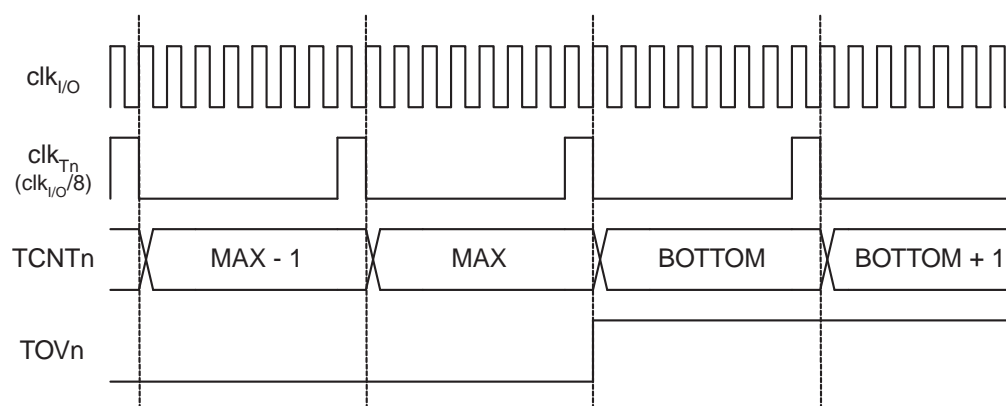 clkI/O
clkTn
(clkI/O/8)
TCNTn MAX - 1 MAX BOTTOM BOTTOM + 1
TOVn